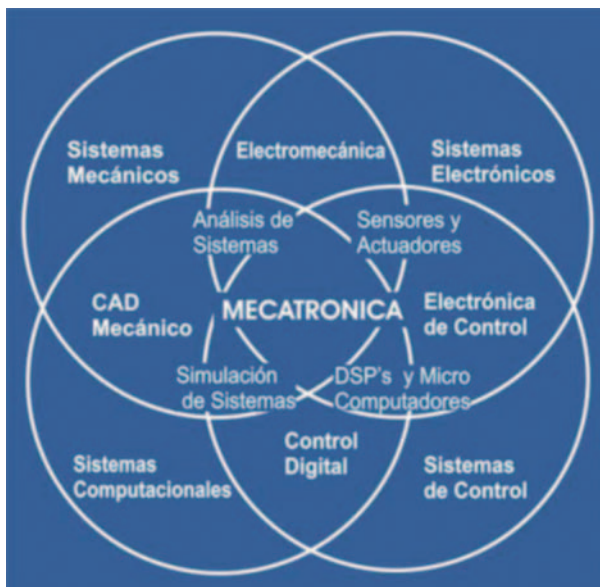 Sistemas
Mecánicos
Electromecánica
Sistemas
Electrónicos
Análisis de
Sistemas
Sensores y
Actuadores
CAD
Mecánico
MECATRONICA
Electrónica
de Control
Simulación
de Sistemas
DSP's y Micro
Computadores
Sistemas
Computacionales
Control
Digital
Sistemas
de Control